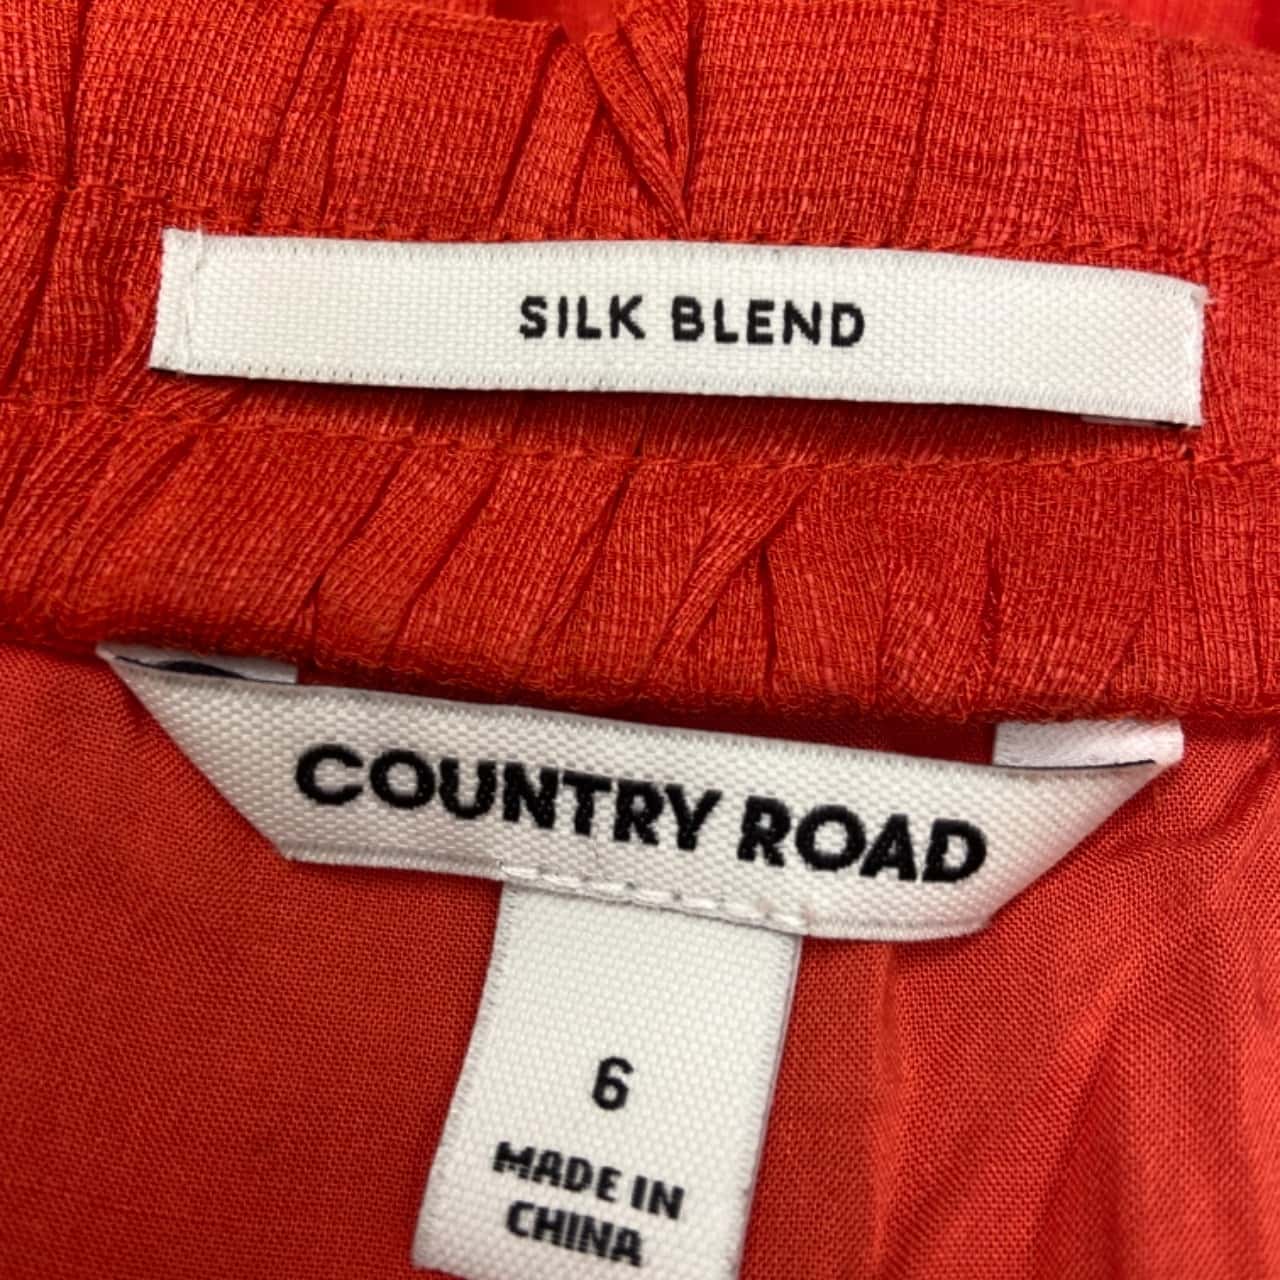 SILK BLEND
COUNTRY ROAD
6
MADE IN
CHINA